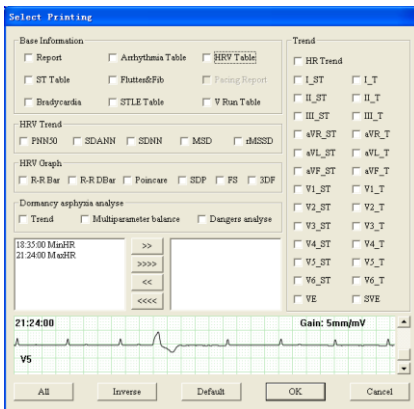 Select Printing
Base Information
Report Arrhythmia Table HRV Table
ST Table Flutter&Fib Pacing Report
Bradycardia STLE Table V Run Table
HRV Trend
PNN50 SDANN SDNN MSD rMSSD
HRV Graph
R-R Bar R-R DBar Poincare SDP FS 3DF
Dormancy asphyxia analyse
Trend Multiparameter balance Dangers analyse
18:35:00 MinHR
21:24:00 MaxHR
>>
>>>>
<<
<<<<
Trend
HR Trend
I_ST I_T
II_ST II_T
III_ST III_T
aVR_ST aVR_T
aVL_ST aVL_T
aVF_ST aVF_T
V1_ST V1_T
V2_ST V2_T
V3_ST V3_T
V4_ST V4_T
V5_ST V5_T
V6_ST V6_T
VE SVE
21:24:00 Gain: 5mm/mV
V5
All Inverse Default OK Cancel